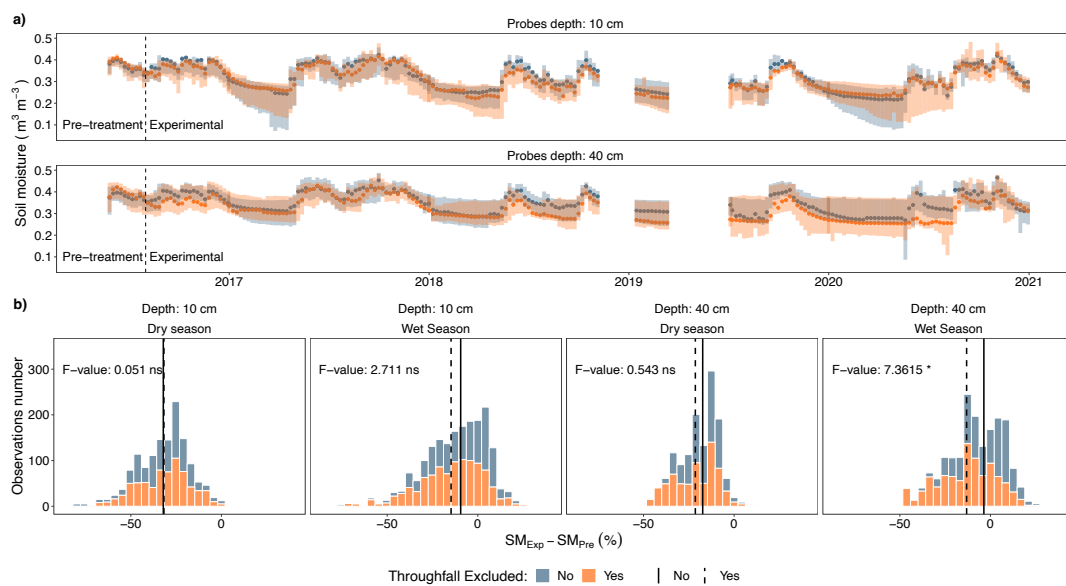 a)
Probes depth: 10 cm
0.5
0.4
0.3
0.2
0.1
Pre−treatment Experimental
Probes depth: 40 cm
0.5
0.4
0.3
0.2
0.1
Pre−treatment Experimental
Soil moisture ( m³ m⁻³)
2017 2018 2019 2020 2021
b)
Depth: 10 cm Depth: 10 cm Depth: 40 cm Depth: 40 cm
Dry season Wet Season Dry season Wet Season
F−value: 0.051 ns F−value: 2.711 ns F−value: 0.543 ns F−value: 7.3615 *
300
200
100
0
Observations number
−50 0 −50 0 −50 0 −50 0
SM_Exp − SM_Pre (%)
Throughfall Excluded: No Yes No Yes